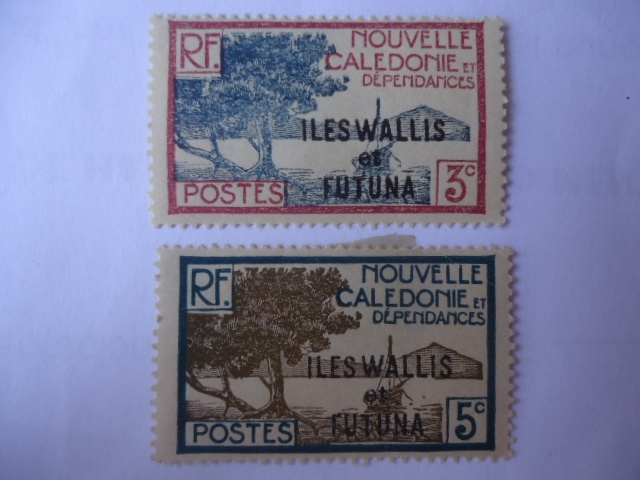 RF.
NOUVELLE
CALEDONIE ET
DÉPENDANCES
ILES WALLIS
et
FUTUNA
POSTES
3c
RF.
NOUVELLE
CALEDONIE ET
DÉPENDANCES
ILES WALLIS
et
FUTUNA
POSTES
5c